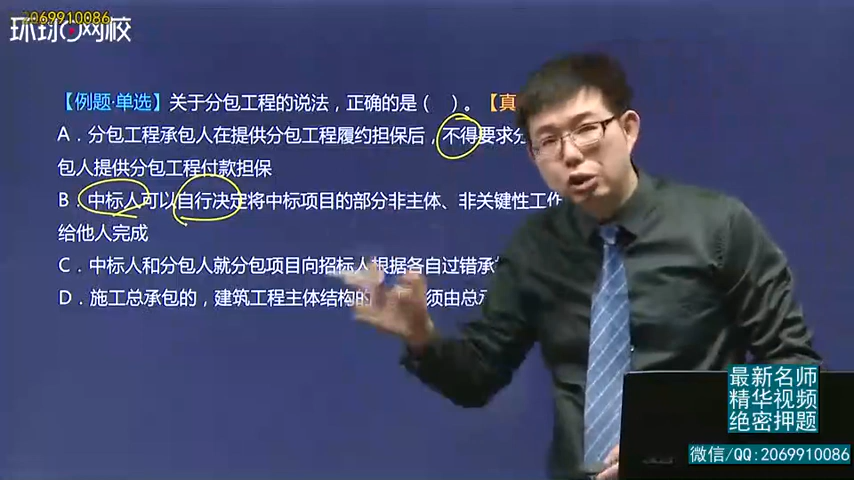 2069910086
环球网校
【例题·单选】关于分包工程的说法，正确的是（ ）。【真
A．分包工程承包人在提供分包工程履约担保后，不得要求分
包人提供分包工程付款担保
B．中标人可以自行决定将中标项目的部分非主体、非关键性工作
给他人完成
C．中标人和分包人就分包项目向招标人根据各自过错承
D．施工总承包的，建筑工程主体结构的 须由总承
最新名师
精华视频
绝密押题
微信/QQ:2069910086